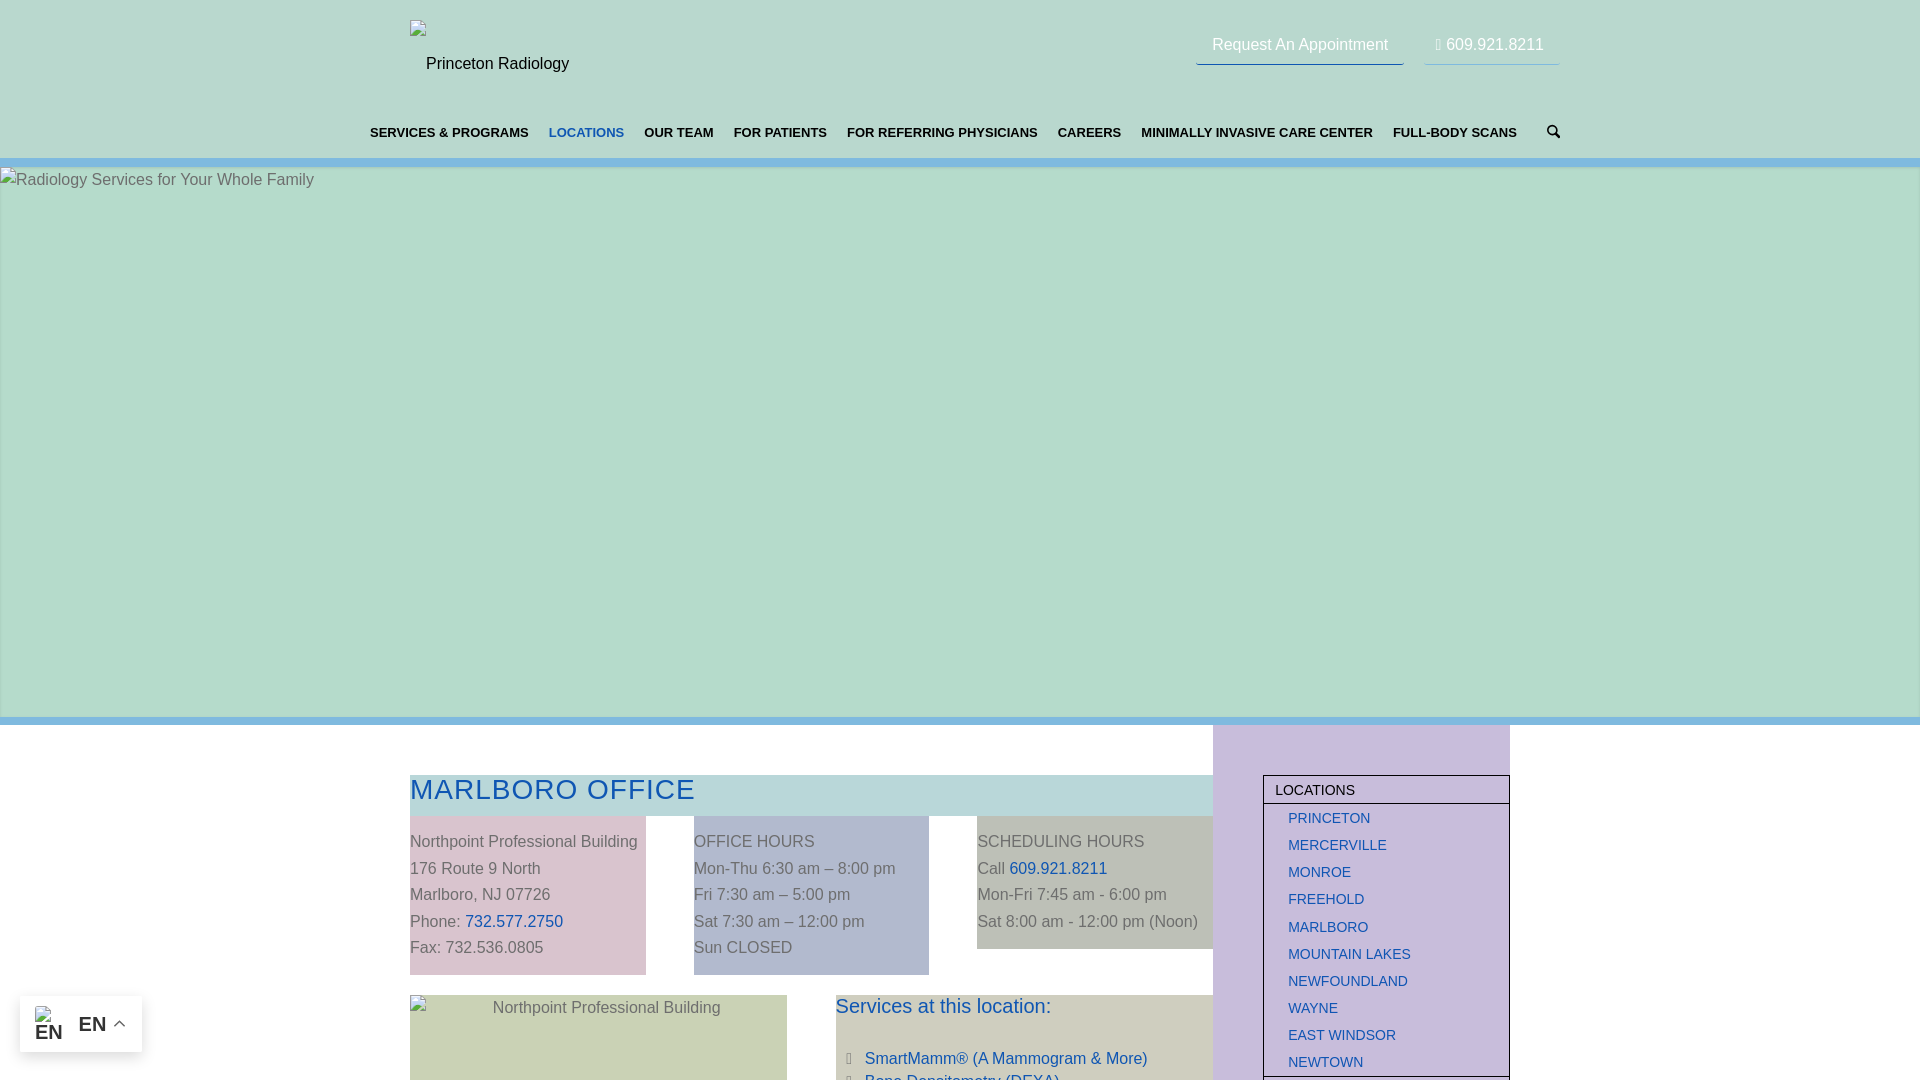 Princeton Radiology
Request An Appointment
609.921.8211
SERVICES & PROGRAMS LOCATIONS OUR TEAM FOR PATIENTS FOR REFERRING PHYSICIANS CAREERS MINIMALLY INVASIVE CARE CENTER FULL-BODY SCANS
Radiology Services for Your Whole Family
MARLBORO OFFICE
Northpoint Professional Building
176 Route 9 North
Marlboro, NJ 07726
Phone: 732.577.2750
Fax: 732.536.0805
OFFICE HOURS
Mon-Thu 6:30 am – 8:00 pm
Fri 7:30 am – 5:00 pm
Sat 7:30 am – 12:00 pm
Sun CLOSED
SCHEDULING HOURS
Call 609.921.8211
Mon-Fri 7:45 am - 6:00 pm
Sat 8:00 am - 12:00 pm (Noon)
Northpoint Professional Building
Services at this location:
SmartMamm® (A Mammogram & More)
Bone Densitometry (DEXA)
LOCATIONS
PRINCETON
MERCERVILLE
MONROE
FREEHOLD
MARLBORO
MOUNTAIN LAKES
NEWFOUNDLAND
WAYNE
EAST WINDSOR
NEWTOWN
EN EN